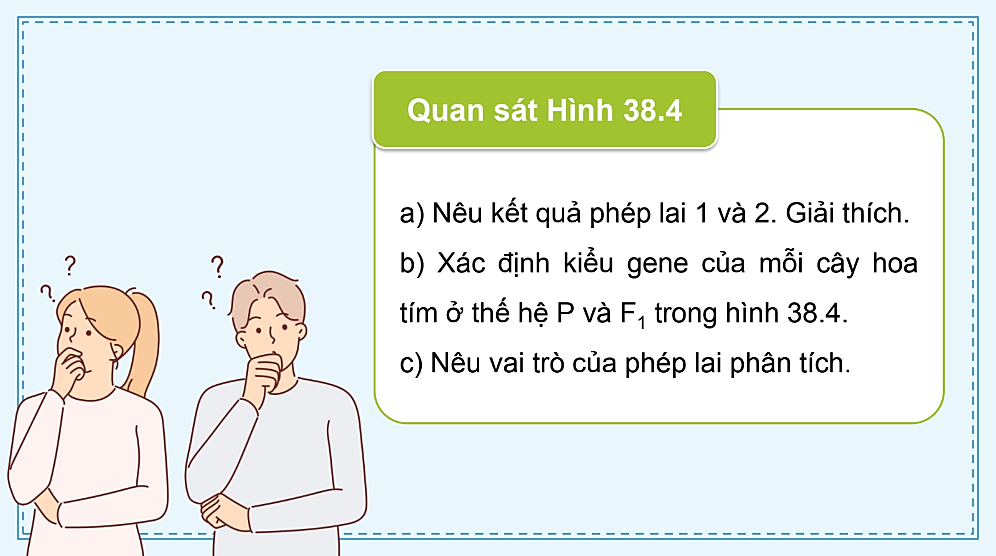 Quan sát Hình 38.4
a) Nêu kết quả phép lai 1 và 2. Giải thích.
b) Xác định kiểu gene của mỗi cây hoa
tím ở thế hệ P và F₁ trong hình 38.4.
c) Nêu vai trò của phép lai phân tích.
? ?
? ?